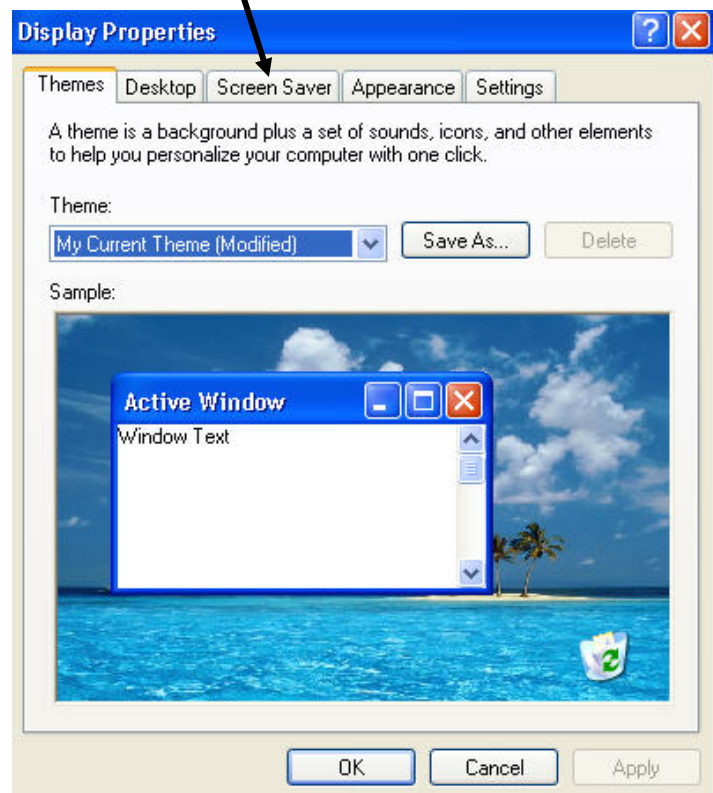 Display Properties
Themes Desktop Screen Saver Appearance Settings
A theme is a background plus a set of sounds, icons, and other elements
to help you personalize your computer with one click.
Theme:
My Current Theme (Modified) Save As... Delete
Sample:
Active Window
Window Text
OK Cancel Apply